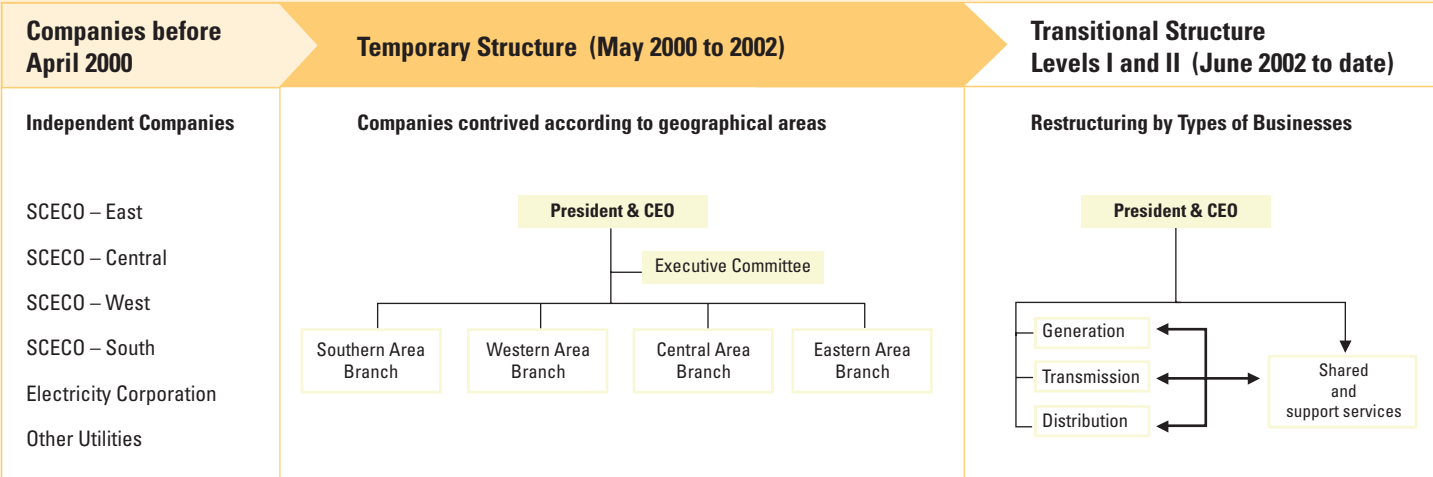 Companies before
April 2000
Temporary Structure (May 2000 to 2002)
Transitional Structure
Levels I and II (June 2002 to date)
Independent Companies
SCECO – East
SCECO – Central
SCECO – West
SCECO – South
Electricity Corporation
Other Utilities
Companies contrived according to geographical areas
President & CEO
Executive Committee
Southern Area
Branch
Western Area
Branch
Central Area
Branch
Eastern Area
Branch
Restructuring by Types of Businesses
President & CEO
Generation
Transmission
Distribution
Shared
and
support services